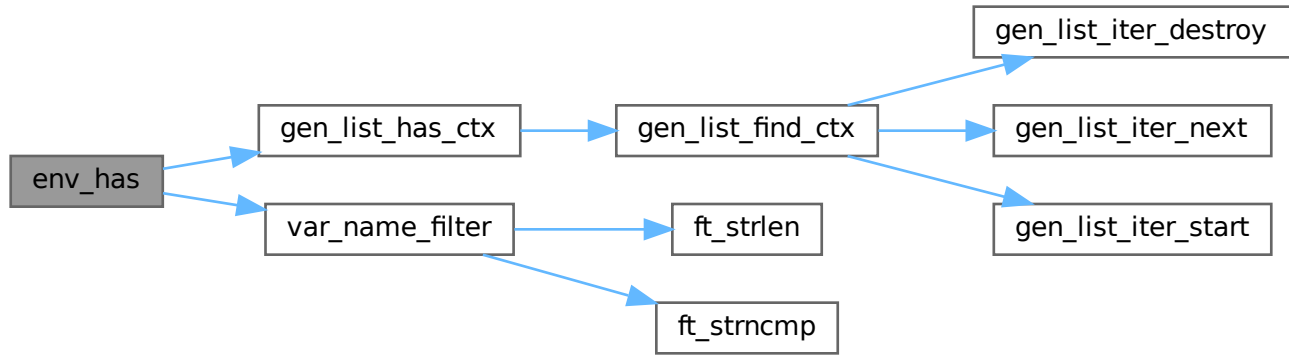 env_has
gen_list_has_ctx
var_name_filter
gen_list_find_ctx
ft_strlen
ft_strncmp
gen_list_iter_destroy
gen_list_iter_next
gen_list_iter_start